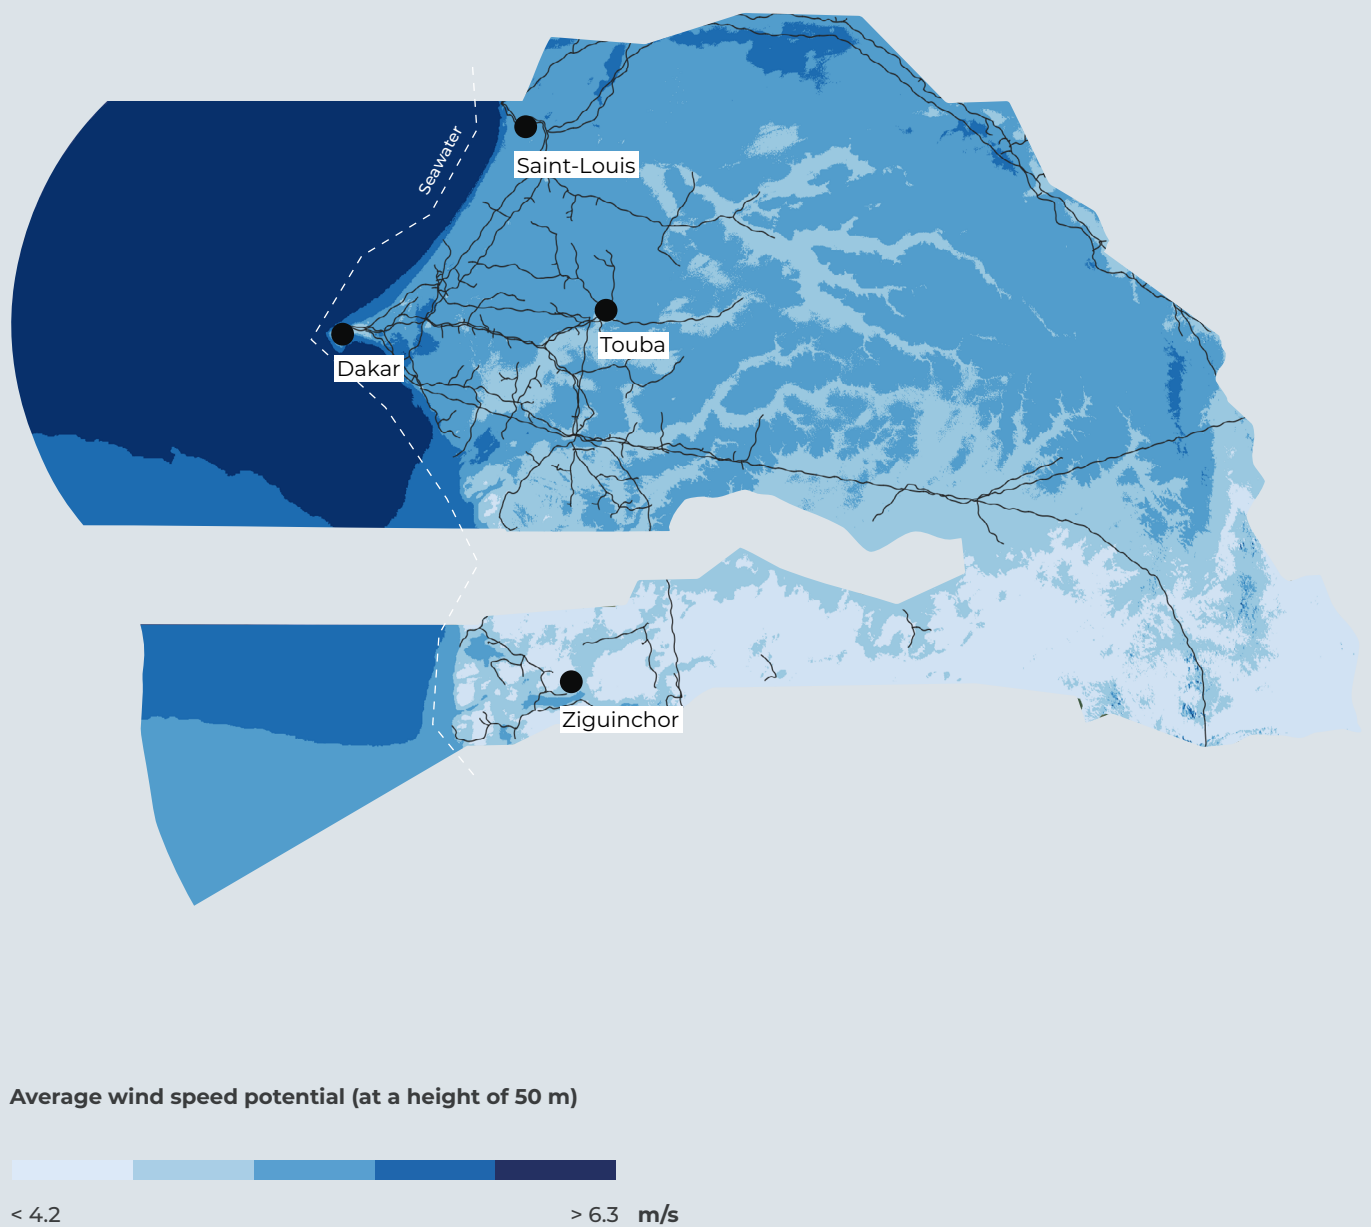 Seawater
Saint-Louis
Touba
Dakar
Ziguinchor
Average wind speed potential (at a height of 50 m)
< 4.2 > 6.3 m/s